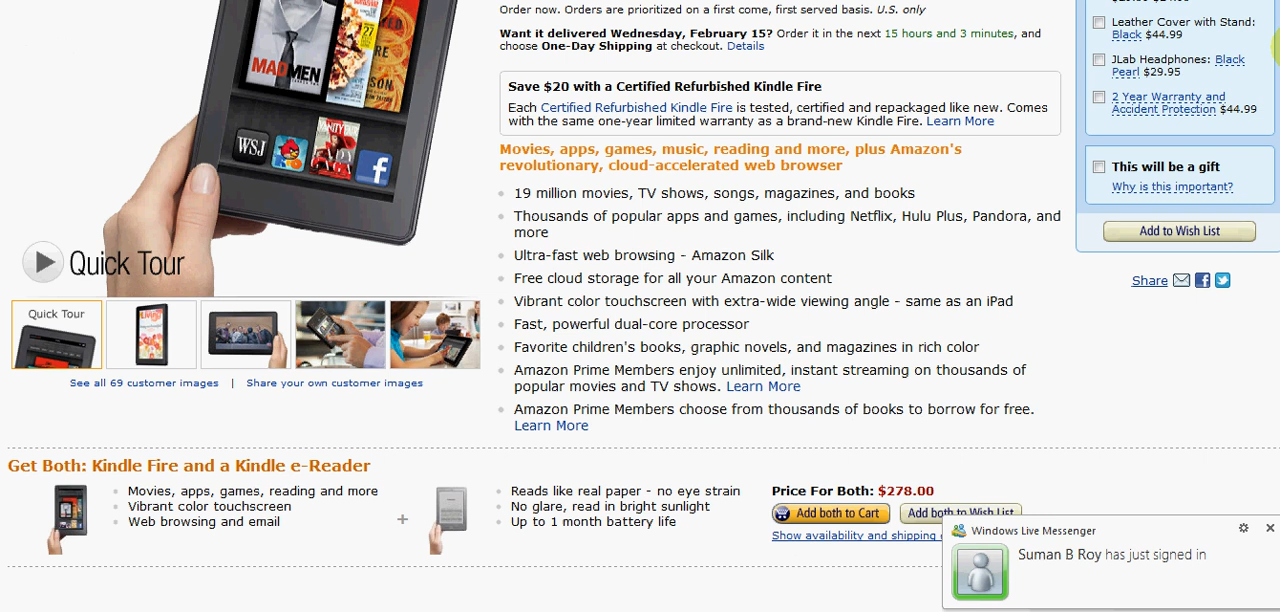 MAD MEN
27
WSJ
VANITY FAIR
Quick Tour
Quick Tour
Living
See all 69 customer images | Share your own customer images
Order now. Orders are prioritized on a first come, first served basis. U.S. only
Want it delivered Wednesday, February 15? Order it in the next 15 hours and 3 minutes, and
choose One-Day Shipping at checkout. Details
Save $20 with a Certified Refurbished Kindle Fire
Each Certified Refurbished Kindle Fire is tested, certified and repackaged like new. Comes
with the same one-year limited warranty as a brand-new Kindle Fire. Learn More
Movies, apps, games, music, reading and more, plus Amazon's
revolutionary, cloud-accelerated web browser
19 million movies, TV shows, songs, magazines, and books
Thousands of popular apps and games, including Netflix, Hulu Plus, Pandora, and
more
Ultra-fast web browsing - Amazon Silk
Free cloud storage for all your Amazon content
Vibrant color touchscreen with extra-wide viewing angle - same as an iPad
Fast, powerful dual-core processor
Favorite children's books, graphic novels, and magazines in rich color
Amazon Prime Members enjoy unlimited, instant streaming on thousands of
popular movies and TV shows. Learn More
Amazon Prime Members choose from thousands of books to borrow for free.
Learn More
Leather Cover with Stand:
Black $44.99
JLab Headphones: Black
Pearl $29.95
2 Year Warranty and
Accident Protection $44.99
This will be a gift
Why is this important?
Add to Wish List
Share
Get Both: Kindle Fire and a Kindle e-Reader
Movies, apps, games, reading and more
Vibrant color touchscreen
Web browsing and email
+
Reads like real paper - no eye strain
No glare, read in bright sunlight
Up to 1 month battery life
Price For Both: $278.00
Add both to Cart
Add both to Wish List
Show availability and shipping
Windows Live Messenger
Suman B Roy has just signed in